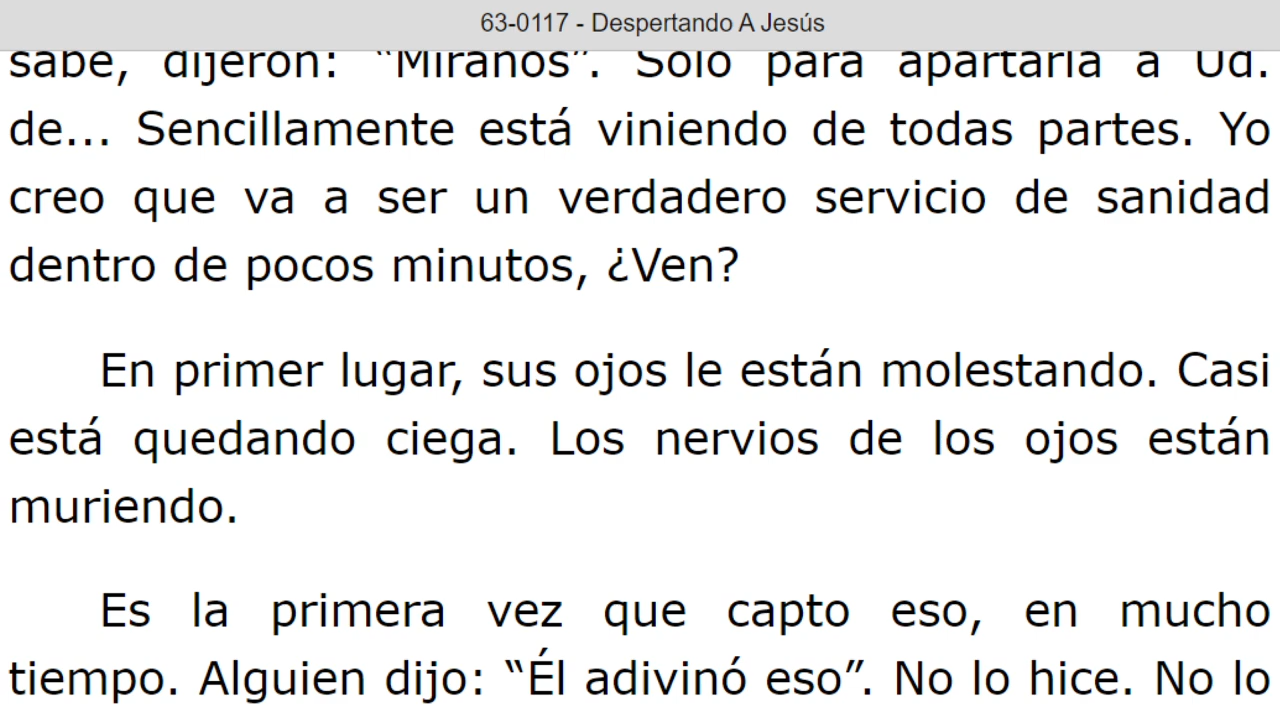 63-0117 - Despertando A Jesús
sabe, dijeron: “Míranos”. Sólo para apartarla a Ud.
de... Sencillamente está viniendo de todas partes. Yo
creo que va a ser un verdadero servicio de sanidad
dentro de pocos minutos, ¿Ven?
En primer lugar, sus ojos le están molestando. Casi
está quedando ciega. Los nervios de los ojos están
muriendo.
Es la primera vez que capto eso, en mucho
tiempo. Alguien dijo: “Él adivinó eso”. No lo hice. No lo